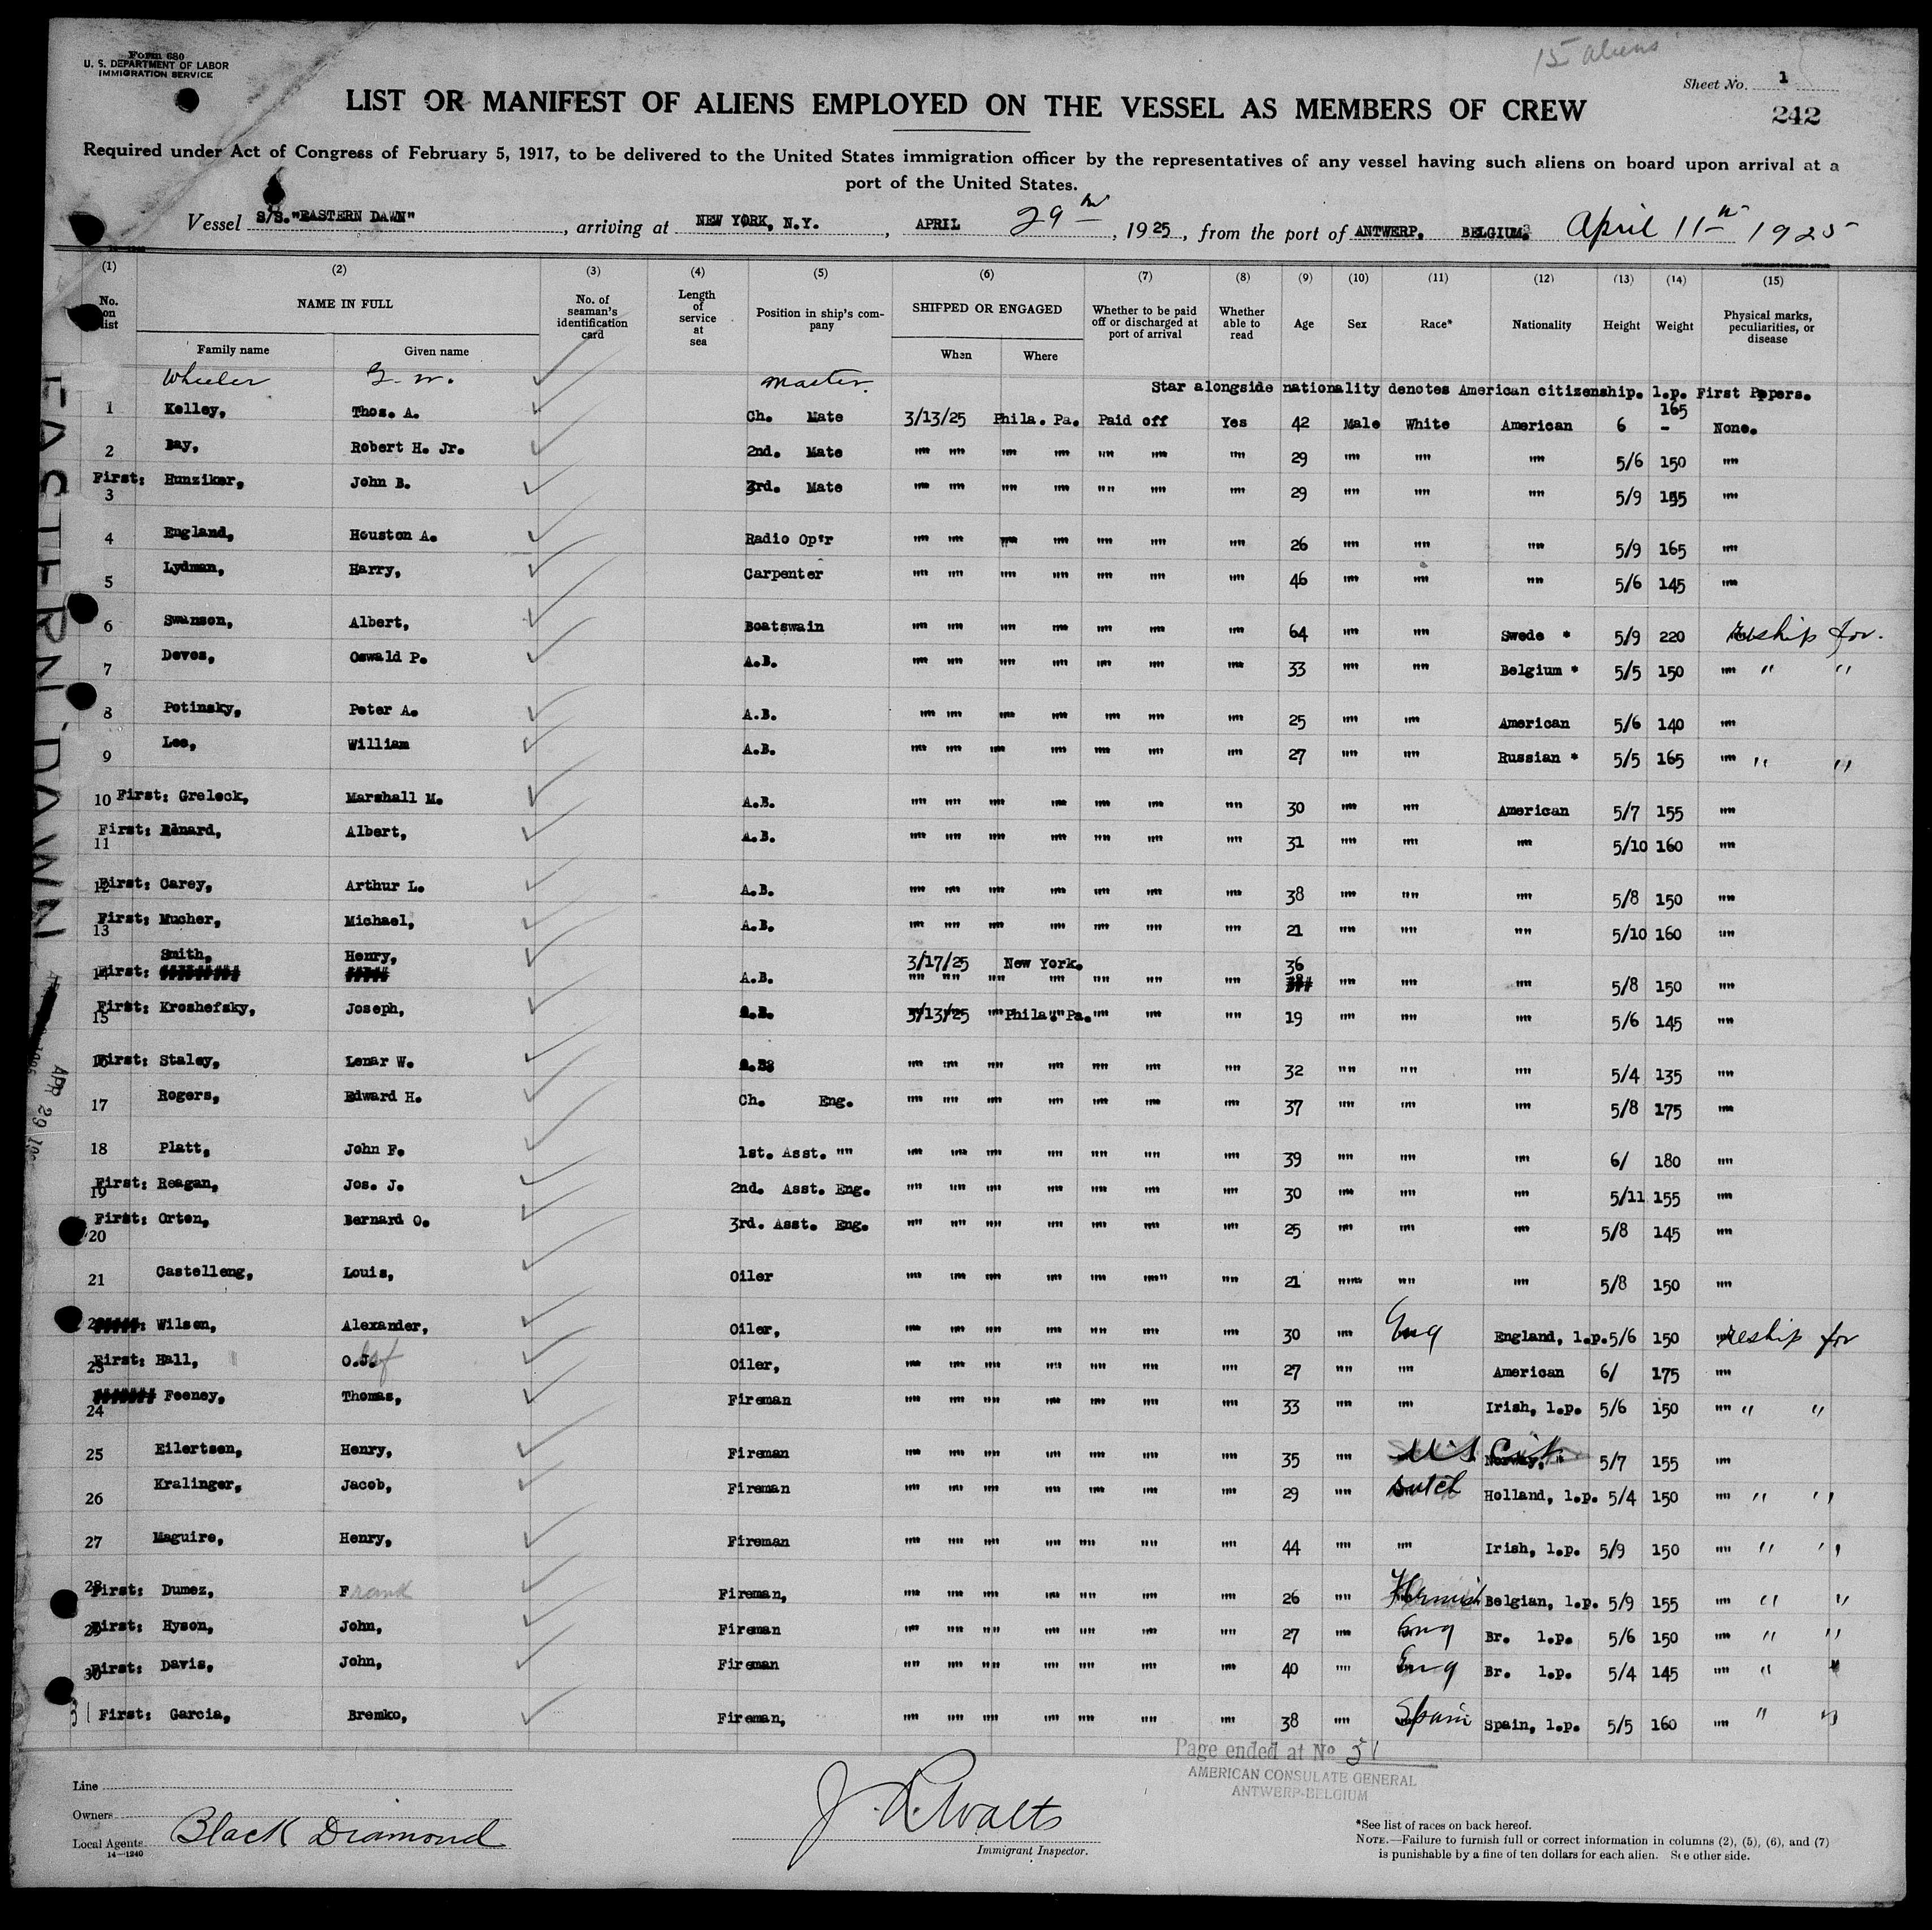 Form 680
U. S. DEPARTMENT OF LABOR
IMMIGRATION SERVICE
15 aliens
Sheet No. 1
242
LIST OR MANIFEST OF ALIENS EMPLOYED ON THE VESSEL AS MEMBERS OF CREW
Required under Act of Congress of February 5, 1917, to be delivered to the United States immigration officer by the representatives of any vessel having such aliens on board upon arrival at a
port of the United States.
Vessel S/S. "EASTERN DAWN", arriving at NEW YORK, N.Y., APRIL 29th, 1925, from the port of ANTWERP. BELGIUM. April 11th 1925
(1) (2) (3) (4) (5) (6) (7) (8) (9) (10) (11) (12) (13) (14) (15)
No. on list NAME IN FULL Family name Given name No. of seaman's identification card Length of service at sea Position in ship's company SHIPPED OR ENGAGED When Where Whether to be paid off or discharged at port of arrival Whether able to read Age Sex Race* Nationality Height Weight Physical marks, peculiarities, or disease
Wheeler G. W. Master
Star alongside nationality denotes American citizenship. l.p. First Papers.
1 Kelley, Thos. A. Ch. Mate 3/13/25 Phila. Pa. Paid off Yes 42 Male White American 6 - 165 None.
2 Bay, Robert H. Jr. 2nd. Mate "" "" "" "" "" "" "" 29 "" "" "" 5/6 150 ""
First: 3 Hunziker, John B. 3rd. Mate "" "" "" "" "" "" "" 29 "" "" "" 5/9 155 ""
4 England, Houston A. Radio Op'r "" "" "" "" "" "" "" 26 "" "" "" 5/9 165 ""
5 Lydman, Harry, Carpenter "" "" "" "" "" "" "" 46 "" "" "" 5/6 145 ""
6 Swanson, Albert, Boatswain "" "" "" "" "" "" "" 64 "" "" Swede * 5/9 220 reship for.
7 Devos, Oswald P. A.B. "" "" "" "" "" "" "" 33 "" "" Belgium * 5/5 150 "" " "
8 Potinsky, Peter A. A.B. "" "" "" "" "" "" "" 25 "" "" American 5/6 140 ""
9 Lee, William A.B. "" "" "" "" "" "" "" 27 "" "" Russian * 5/5 165 "" " "
10 First: Greleck, Marshall M. A.B. "" "" "" "" "" "" "" 30 "" "" American 5/7 155 ""
First: 11 Albert, A.B. "" "" "" "" "" "" "" 31 "" "" "" 5/10 160 ""
12 First: Carey, Arthur L. A.B. "" "" "" "" "" "" "" 38 "" "" "" 5/8 150 ""
First: 13 Mucher, Michael, A.B. "" "" "" "" "" "" "" 21 "" "" "" 5/10 160 ""
14 First: Smith, Henry, A.B. 3/17/25 New York. "" "" "" "" "" "" "" 36 "" "" "" 5/8 150 ""
First: 15 Kroshefsky, Joseph, 3/13/25 Phila. Pa. "" "" "" 19 "" "" "" 5/6 145 ""
16 First: Staley, Lenar W. "" "" "" "" "" "" "" 32 "" "" "" 5/4 135 ""
17 Rogers, Edward H. Ch. Eng. "" "" "" "" "" "" "" 37 "" "" "" 5/8 175 ""
18 Platt, John F. 1st. Asst. "" "" "" "" "" "" "" "" 39 "" "" "" 6/ 180 ""
First: 19 Reagan, Jos. J. 2nd. Asst. Eng. "" "" "" "" "" "" "" 30 "" "" "" 5/11 155 ""
First: 20 Orten, Bernard O. 3rd. Asst. Eng. "" "" "" "" "" "" "" 25 "" "" "" 5/8 145 ""
21 Castelleng, Louis, Oiler "" "" "" "" "" "" "" 21 "" "" "" 5/8 150 ""
22 Wilson, Alexander, Oiler, "" "" "" "" "" "" "" 30 "" Eng England, l.p. 5/6 150 reship for
First: 23 Hall, O.J. Oiler, "" "" "" "" "" "" "" 27 "" "" American 6/ 175 ""
24 Feeney, Thomas, Fireman "" "" "" "" "" "" "" 33 "" "" Irish, l.p. 5/6 150 "" " "
25 Eilertsen, Henry, Fireman "" "" "" "" "" "" "" 35 "" U.S. Cit. Norway, 5/7 155 ""
26 Kralinger, Jacob, Fireman "" "" "" "" "" "" "" 29 "" Dutch Holland, l.p. 5/4 150 "" " "
27 Maguire, Henry, Fireman "" "" "" "" "" "" "" 44 "" "" Irish, l.p. 5/9 150 "" " "
28 First: Dumez, Frank Fireman, "" "" "" "" "" "" "" 26 "" Flemish Belgian, l.p. 5/9 155 "" " "
29 First: Hyson, John, Fireman "" "" "" "" "" "" "" 27 "" Eng Br. l.p. 5/6 150 "" " "
30 First: Davis, John, Fireman "" "" "" "" "" "" "" 40 "" Eng Br. l.p. 5/4 145 "" " "
31 First: Garcia, Bremko, Fireman, "" "" "" "" "" "" "" 38 "" Spain Spain, l.p. 5/5 160 "" " "
Page ended at No 31
AMERICAN CONSULATE GENERAL
ANTWERP-BELGIUM
Line
Owners
Local Agents Black Diamond
14—1240
J. R. Walts
Immigrant Inspector.
*See list of races on back hereof.
NOTE.—Failure to furnish full or correct information in columns (2), (5), (6), and (7)
is punishable by a fine of ten dollars for each alien. See other side.
EASTERN DAWN
APR 29